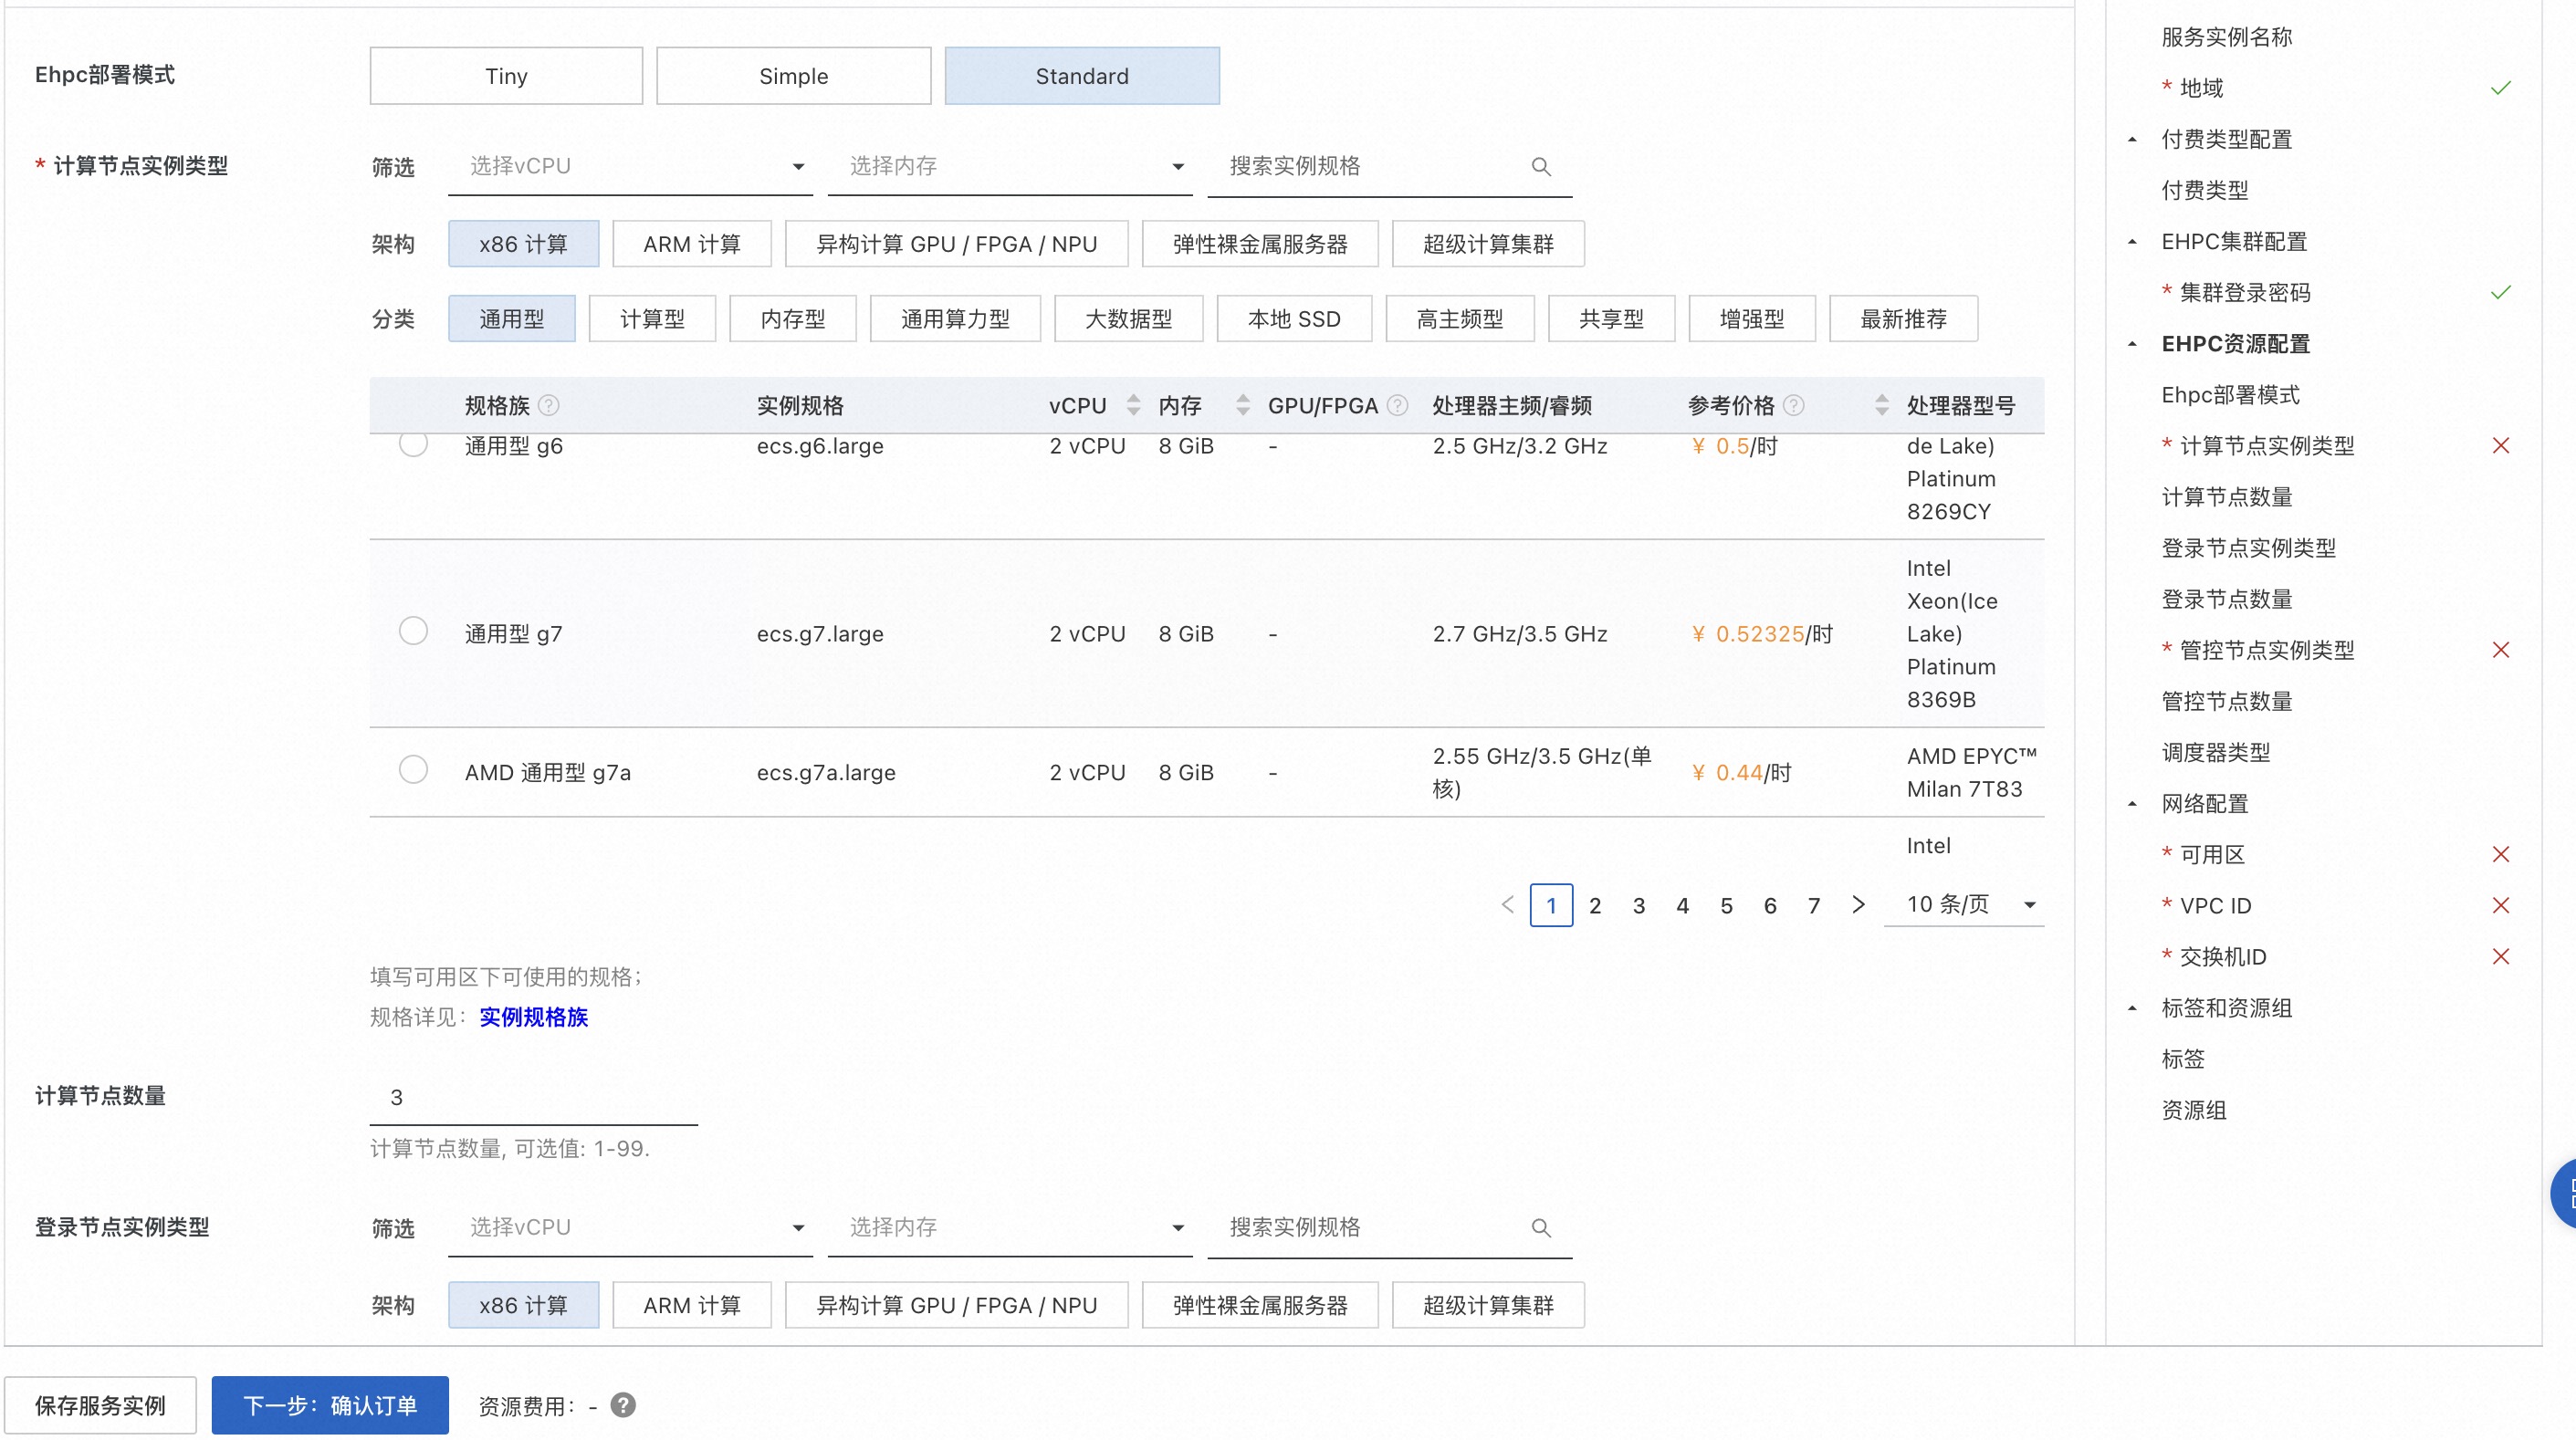 Ehpc部署模式
Tiny
Simple
Standard
* 计算节点实例类型
筛选
选择vCPU
选择内存
搜索实例规格
架构
x86 计算
ARM 计算
异构计算 GPU / FPGA / NPU
弹性裸金属服务器
超级计算集群
分类
通用型
计算型
内存型
通用算力型
大数据型
本地 SSD
高主频型
共享型
增强型
最新推荐
规格族
实例规格
vCPU
内存
GPU/FPGA
处理器主频/睿频
参考价格
处理器型号
通用型 g6
ecs.g6.large
2 vCPU
8 GiB
-
2.5 GHz/3.2 GHz
¥ 0.5/时
de Lake)
Platinum
8269CY
通用型 g7
ecs.g7.large
2 vCPU
8 GiB
-
2.7 GHz/3.5 GHz
¥ 0.52325/时
Intel
Xeon(Ice
Lake)
Platinum
8369B
AMD 通用型 g7a
ecs.g7a.large
2 vCPU
8 GiB
-
2.55 GHz/3.5 GHz(单
核)
¥ 0.44/时
AMD EPYC™
Milan 7T83
Intel
1 2 3 4 5 6 7
10 条/页
填写可用区下可使用的规格;
规格详见：实例规格族
计算节点数量
3
计算节点数量, 可选值: 1-99.
登录节点实例类型
筛选
选择vCPU
选择内存
搜索实例规格
架构
x86 计算
ARM 计算
异构计算 GPU / FPGA / NPU
弹性裸金属服务器
超级计算集群
保存服务实例
下一步：确认订单
资源费用：-
服务实例名称
* 地域
付费类型配置
付费类型
EHPC集群配置
* 集群登录密码
EHPC资源配置
Ehpc部署模式
* 计算节点实例类型
计算节点数量
登录节点实例类型
登录节点数量
* 管控节点实例类型
管控节点数量
调度器类型
网络配置
* 可用区
* VPC ID
* 交换机ID
标签和资源组
标签
资源组